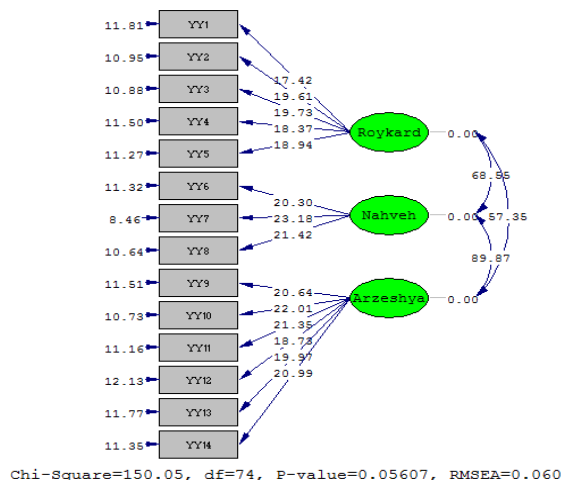 11.81 YY1
10.95 YY2
17.42
10.88 YY3
19.61
19.73
11.50 YY4
18.37
Roykard 0.00
11.27 YY5
18.94
68.55
11.32 YY6
20.30
8.46 YY7
23.18
Nahveh 0.00 57.35
10.64 YY8
21.42
89.87
11.51 YY9
20.64
Arzeshya 0.00
10.73 YY10
22.01
21.35
11.16 YY11
18.73
19.97
12.13 YY12
20.99
11.77 YY13
11.35 YY14
Chi-Square=150.05, df=74, P-value=0.05607, RMSEA=0.060